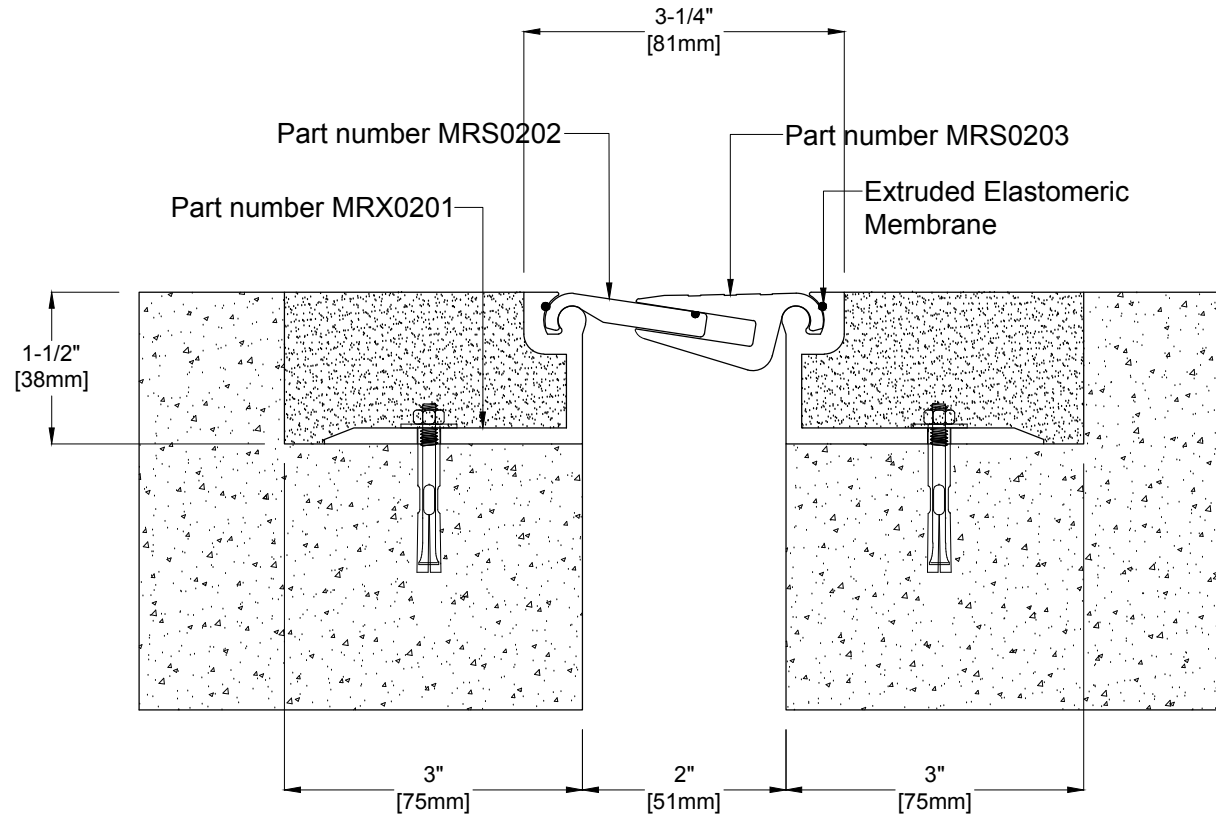 3-1/4"
[81mm]
Part number MRS0202
Part number MRS0203
Part number MRX0201
Extruded Elastomeric
Membrane
1-1/2"
[38mm]
3"
[75mm]
2"
[51mm]
3"
[75mm]